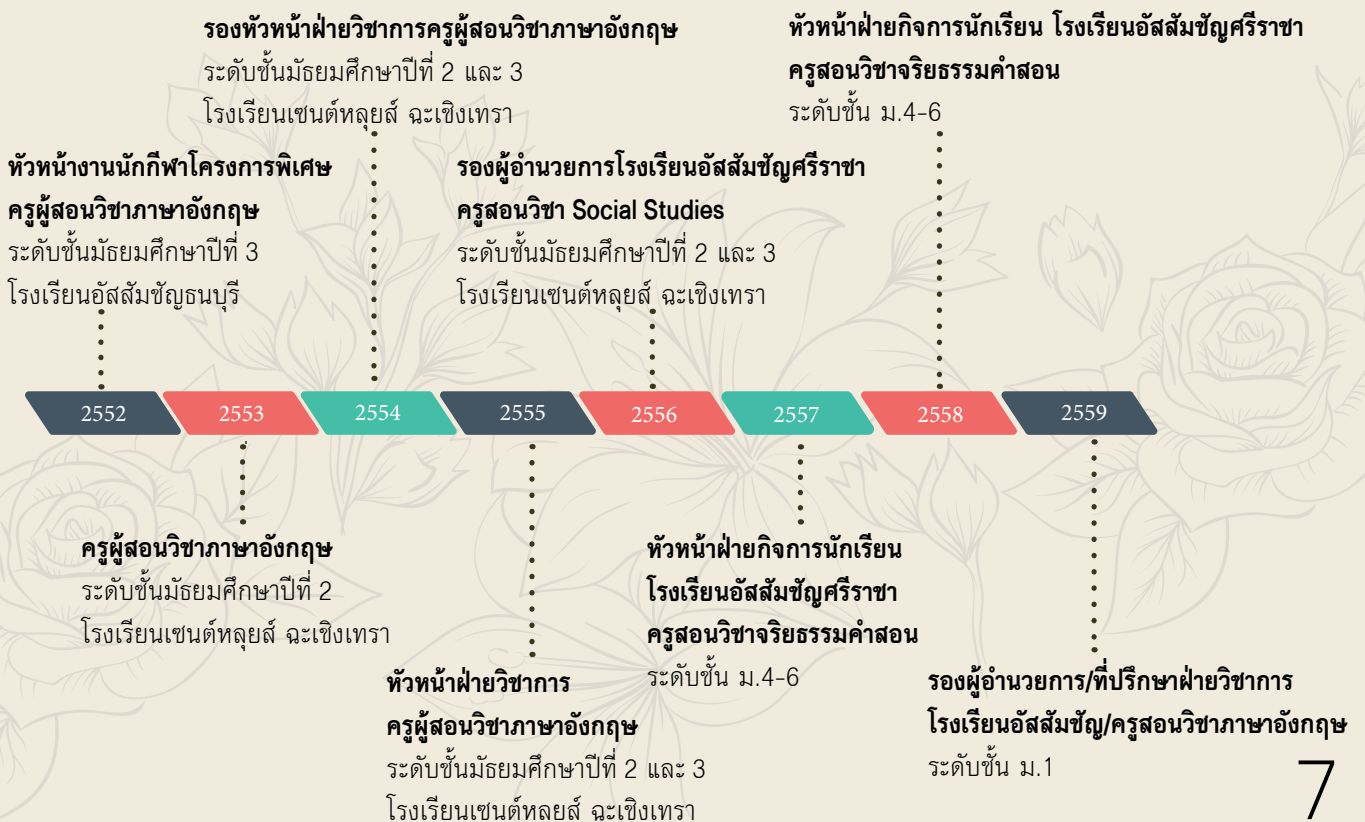 รองหัวหน้าฝ่ายวิชาการครูผู้สอนวิชาภาษาอังกฤษ
ระดับชั้นมัธยมศึกษาปีที่ 2 และ 3
โรงเรียนเซนต์หลุยส์ ฉะเชิงเทรา
หัวหน้าฝ่ายกิจการนักเรียน โรงเรียนอัสสัมชัญศรีราชา
ครูสอนวิชาจริยธรรมคำสอน
ระดับชั้น ม.4-6
หัวหน้างานนักกีฬาโครงการพิเศษ
ครูผู้สอนวิชาภาษาอังกฤษ
ระดับชั้นมัธยมศึกษาปีที่ 3
โรงเรียนอัสสัมชัญธนบุรี
รองผู้อำนวยการโรงเรียนอัสสัมชัญศรีราชา
ครูสอนวิชา Social Studies
ระดับชั้นมัธยมศึกษาปีที่ 2 และ 3
โรงเรียนเซนต์หลุยส์ ฉะเชิงเทรา
2552 2553 2554 2555 2556 2557 2558 2559
ครูผู้สอนวิชาภาษาอังกฤษ
ระดับชั้นมัธยมศึกษาปีที่ 2
โรงเรียนเซนต์หลุยส์ ฉะเชิงเทรา
หัวหน้าฝ่ายวิชาการ
ครูผู้สอนวิชาภาษาอังกฤษ
ระดับชั้นมัธยมศึกษาปีที่ 2 และ 3
โรงเรียนเซนต์หลุยส์ ฉะเชิงเทรา
หัวหน้าฝ่ายกิจการนักเรียน
โรงเรียนอัสสัมชัญศรีราชา
ครูสอนวิชาจริยธรรมคำสอน
ระดับชั้น ม.4-6
รองผู้อำนวยการ/ที่ปรึกษาฝ่ายวิชาการ
โรงเรียนอัสสัมชัญ/ครูสอนวิชาภาษาอังกฤษ
ระดับชั้น ม.1
7